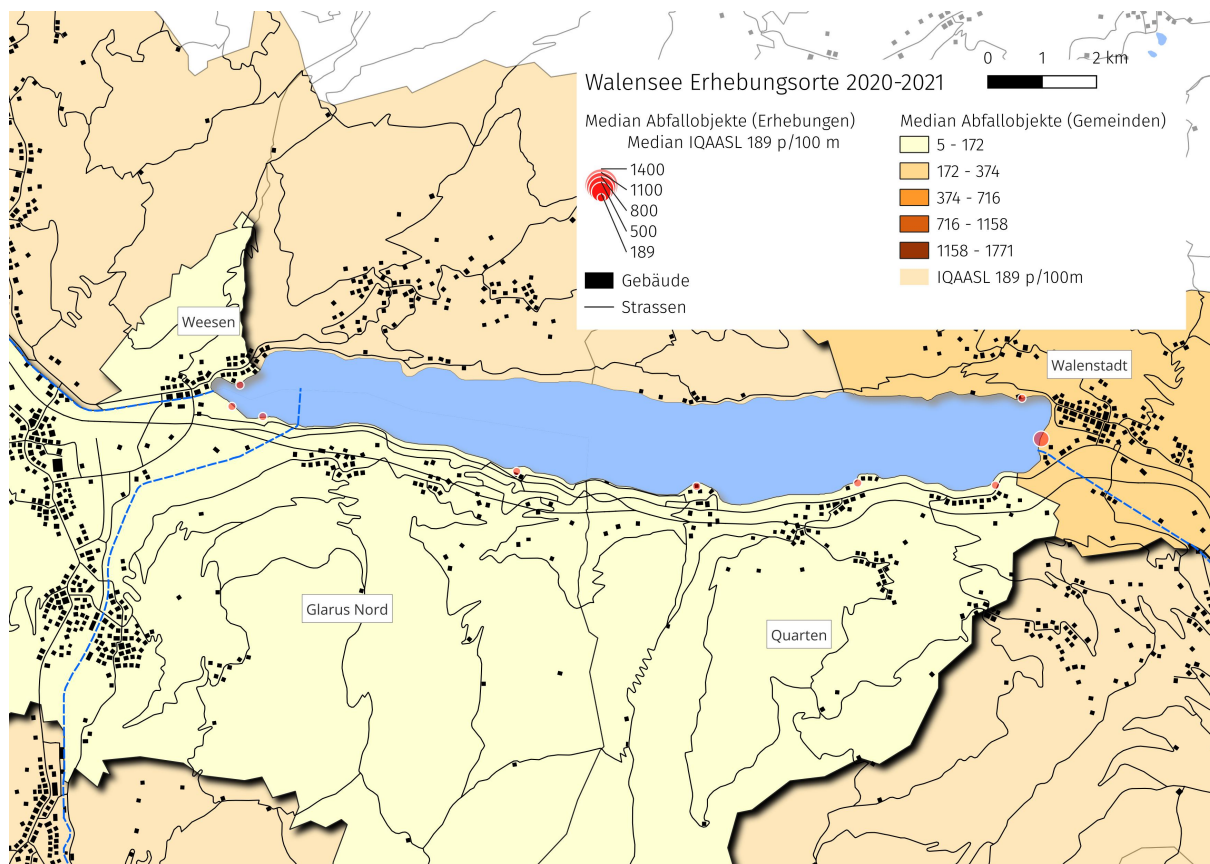 Walensee Erhebungsorte 2020-2021
0 1 2 km
Median Abfallobjekte (Erhebungen)
Median IQAASL 189 p/100 m
1400
1100
800
500
189
Gebäude
Strassen
Median Abfallobjekte (Gemeinden)
5 - 172
172 - 374
374 - 716
716 - 1158
1158 - 1771
IQAASL 189 p/100m
Weesen
Walenstadt
Glarus Nord
Quarten